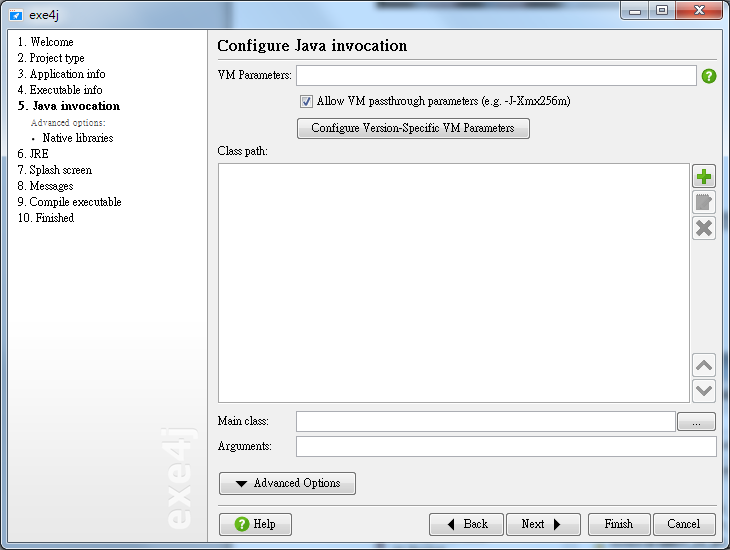 exe4j
1. Welcome
2. Project type
3. Application info
4. Executable info
5. Java invocation
Advanced options:
• Native libraries
6. JRE
7. Splash screen
8. Messages
9. Compile executable
10. Finished
exe4j
Configure Java invocation
VM Parameters:
Allow VM passthrough parameters (e.g. -J-Xmx256m)
Configure Version-Specific VM Parameters
Class path:
Main class:
...
Arguments:
Advanced Options
Help
Back
Next
Finish
Cancel